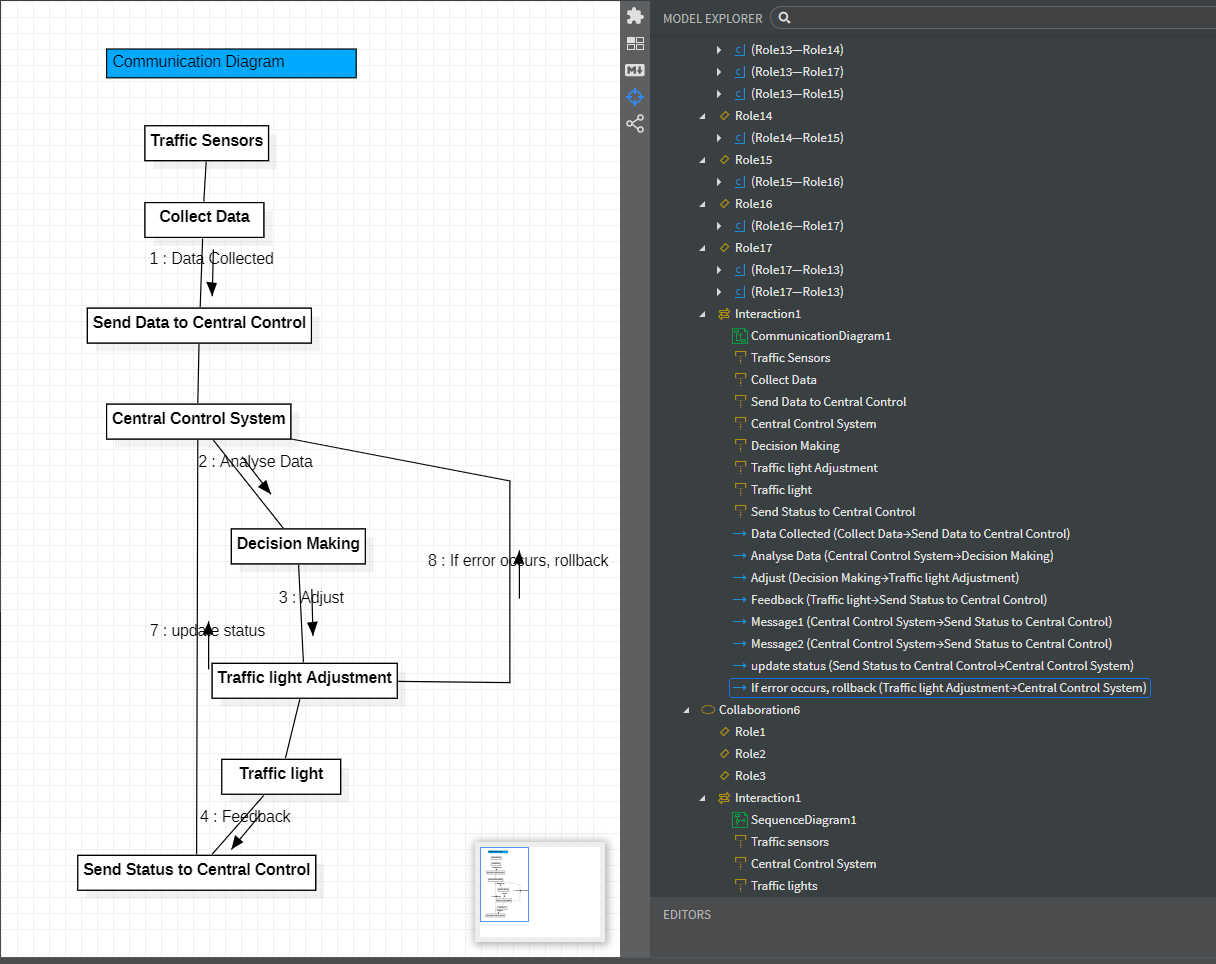 Communication Diagram
Traffic Sensors
Collect Data
1 : Data Collected
Send Data to Central Control
Central Control System
2 : Analyse Data
Decision Making
8 : If error occurs, rollback
3 : Adjust
7 : update status
Traffic light Adjustment
Traffic light
4 : Feedback
Send Status to Central Control
M
MODEL EXPLORER
c (Role13—Role14)
c (Role13—Role17)
c (Role13—Role15)
Role14
c (Role14—Role15)
Role15
c (Role15—Role16)
Role16
c (Role16—Role17)
Role17
c (Role17—Role13)
c (Role17—Role13)
Interaction1
CommunicationDiagram1
Traffic Sensors
Collect Data
Send Data to Central Control
Central Control System
Decision Making
Traffic light Adjustment
Traffic light
Send Status to Central Control
Data Collected (Collect Data→Send Data to Central Control)
Analyse Data (Central Control System→Decision Making)
Adjust (Decision Making→Traffic light Adjustment)
Feedback (Traffic light→Send Status to Central Control)
Message1 (Central Control System→Send Status to Central Control)
Message2 (Central Control System→Send Status to Central Control)
update status (Send Status to Central Control→Central Control System)
If error occurs, rollback (Traffic light Adjustment→Central Control System)
Collaboration6
Role1
Role2
Role3
Interaction1
SequenceDiagram1
Traffic sensors
Central Control System
Traffic lights
EDITORS